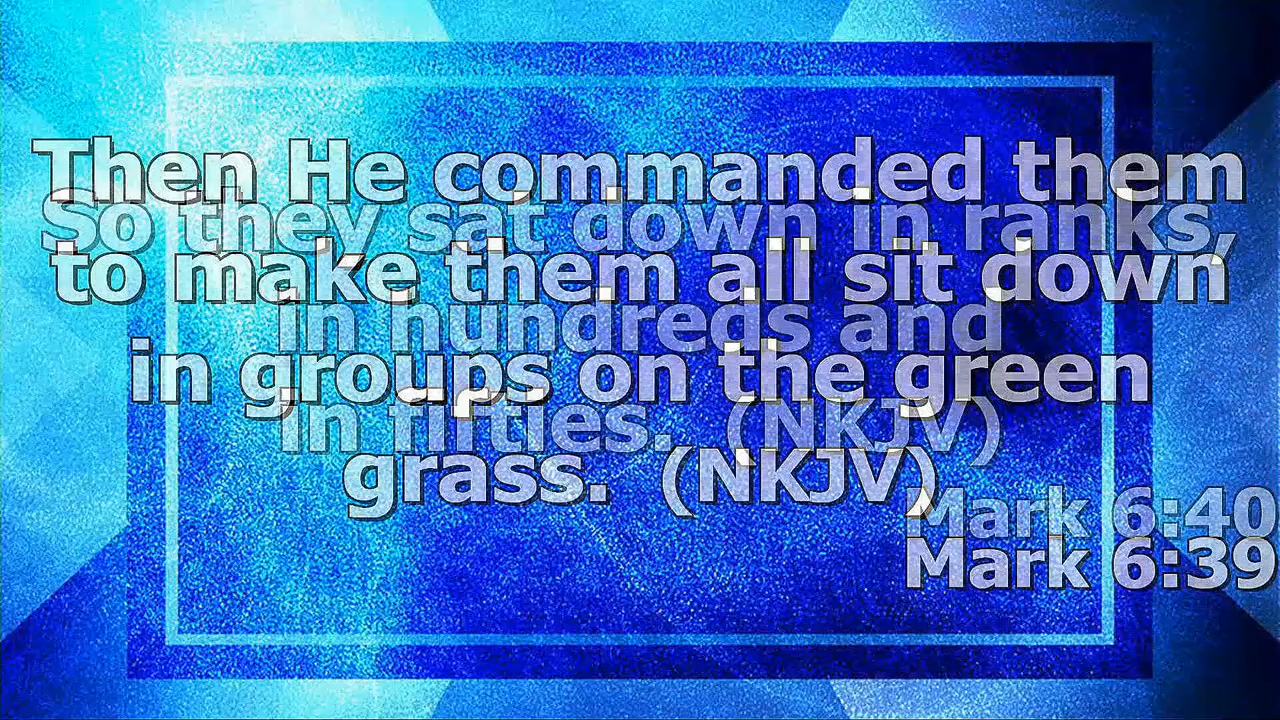 Then He commanded them
to make them all sit down
in groups on the green
grass. (NKJV)
Mark 6:39
So they sat down in ranks,
in hundreds and
in fifties. (NKJV)
Mark 6:40